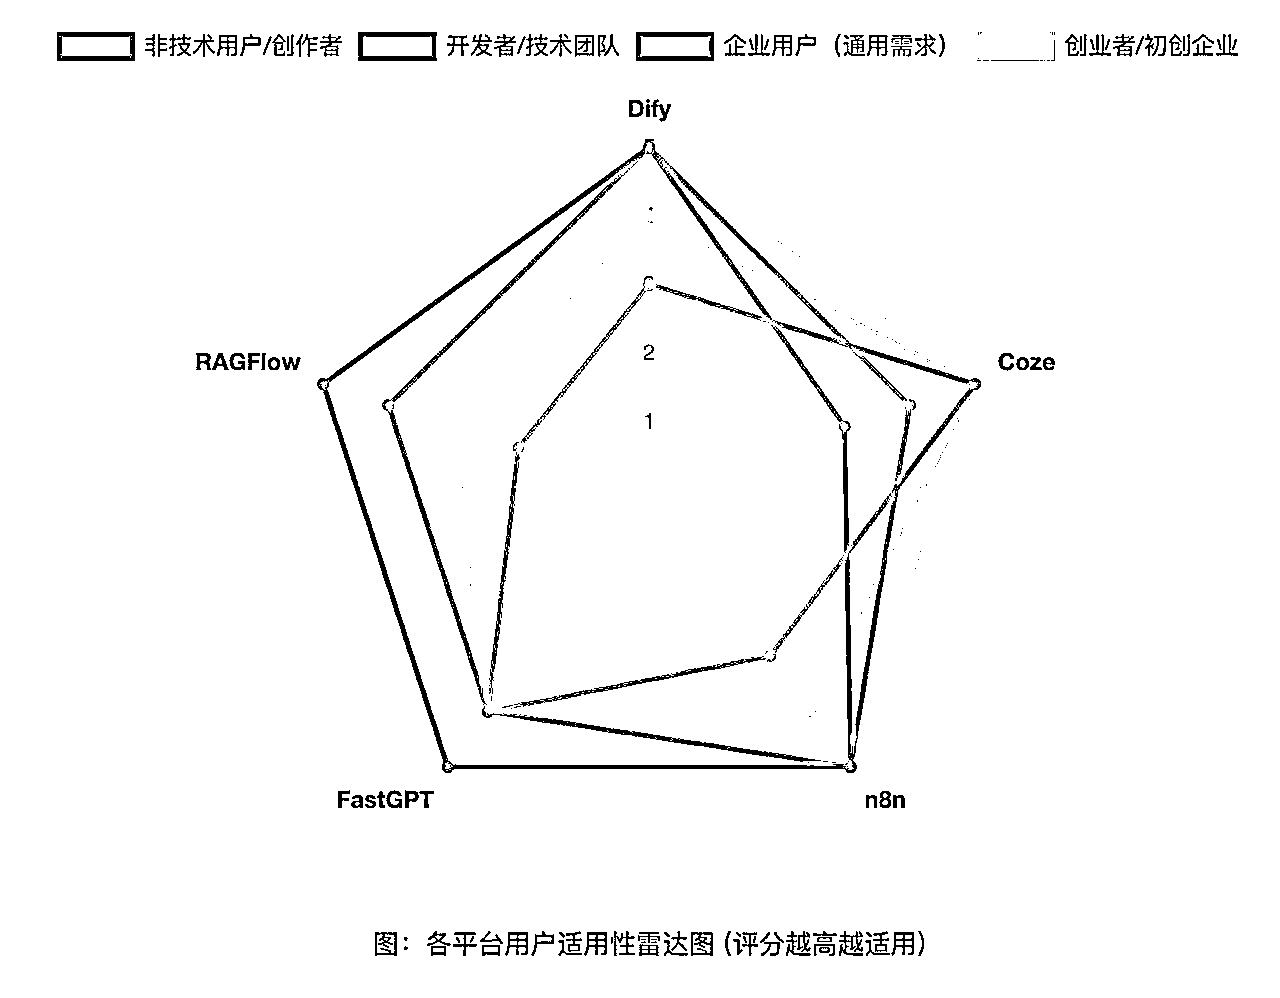 非技术用户/创作者 开发者/技术团队 企业用户（通用需求） 创业者/初创企业
Dify
2
RAGFlow Coze
1
FastGPT n8n
图：各平台用户适用性雷达图 (评分越高越适用)